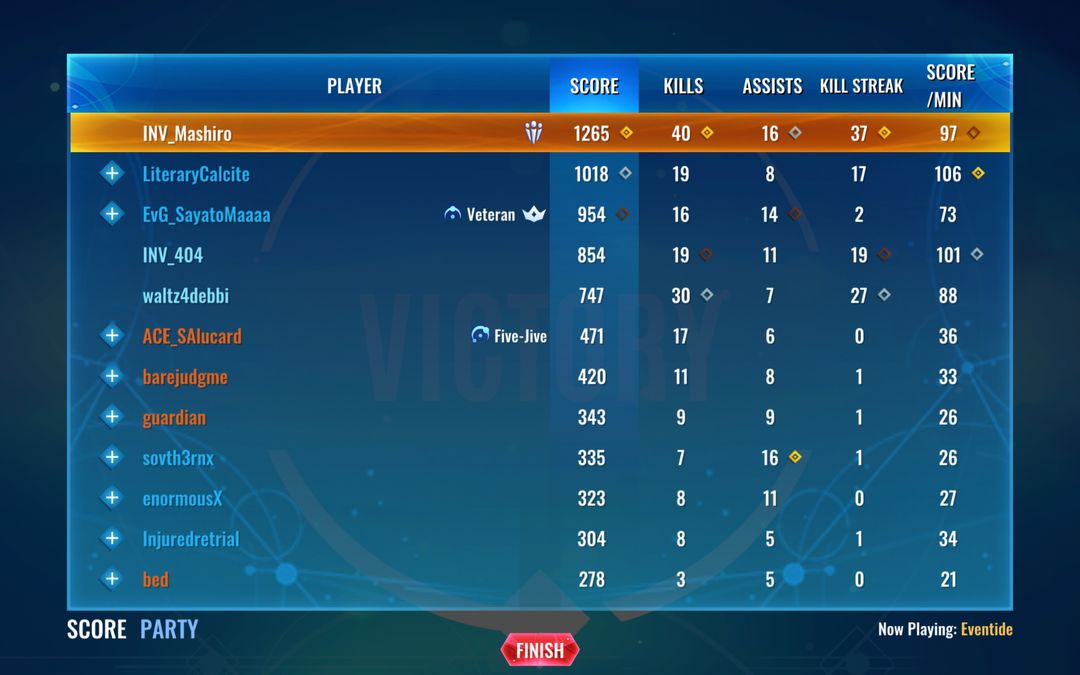 PLAYER SCORE KILLS ASSISTS KILL STREAK SCORE /MIN
INV_Mashiro 1265 40 16 37 97
LiteraryCalcite 1018 19 8 17 106
EvG_SayatoMaaaa Veteran 954 16 14 2 73
INV_404 854 19 11 19 101
waltz4debbi 747 30 7 27 88
ACE_SAlucard Five-Jive 471 17 6 0 36
barejudgme 420 11 8 1 33
guardian 343 9 9 1 26
sovth3rnx 335 7 16 1 26
enormousX 323 8 11 0 27
Injuredretrial 304 8 5 1 34
bed 278 3 5 0 21
VICTORY
SCORE PARTY
Now Playing: Eventide
FINISH